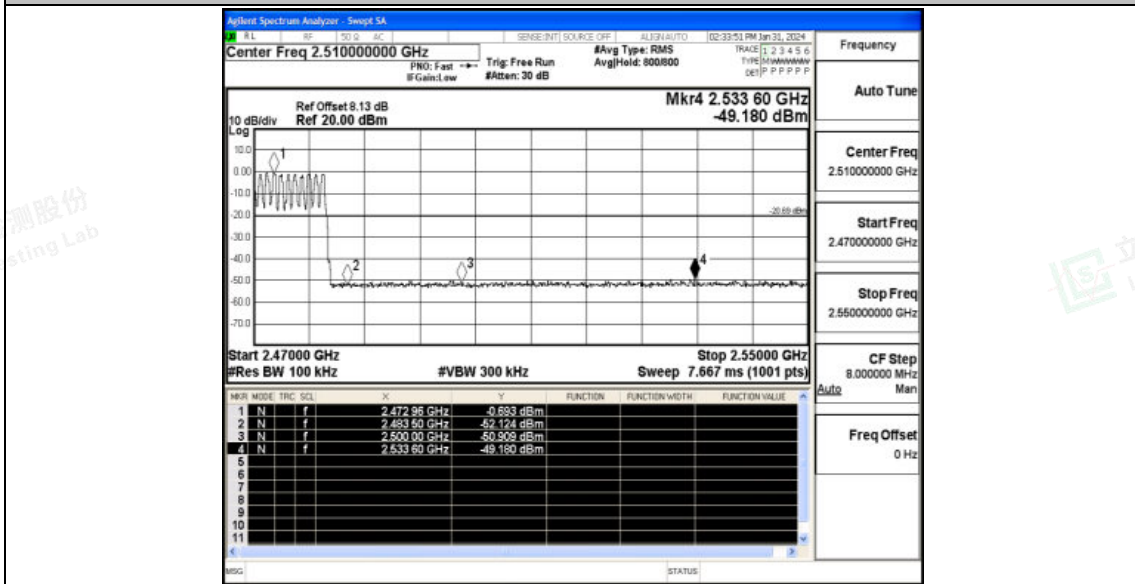 Agilent Spectrum Analyzer - Swept SA
RL RF 50 Ω AC SENSE:INT SOURCE OFF ALIGN AUTO 02:33:51 PM Jan 31, 2024
Center Freq 2.510000000 GHz
PNO: Fast
IFGain:Low
Trig: Free Run
#Atten: 30 dB
#Avg Type: RMS
Avg|Hold: 800/800
TRACE 1 2 3 4 5 6
TYPE MWWWWW
DET P P P P P P
Ref Offset 8.13 dB
Ref 20.00 dBm
10 dB/div
Log
Mkr4 2.533 60 GHz
-49.180 dBm
10.0
0.00
-10.0
-20.0
-30.0
-40.0
-50.0
-60.0
-70.0
1
2
3
4
-20.69 dBm
Start 2.47000 GHz
Stop 2.55000 GHz
#Res BW 100 kHz #VBW 300 kHz Sweep 7.667 ms (1001 pts)
MKR MODE TRC SCL X Y FUNCTION FUNCTION WIDTH FUNCTION VALUE
1 N f 2.472 96 GHz -0.693 dBm
2 N f 2.483 50 GHz -52.124 dBm
3 N f 2.500 00 GHz -50.909 dBm
4 N f 2.533 60 GHz -49.180 dBm
5
6
7
8
9
10
11
MSG STATUS
Frequency
Auto Tune
Center Freq
2.510000000 GHz
Start Freq
2.470000000 GHz
Stop Freq
2.550000000 GHz
CF Step
8.000000 MHz
Auto Man
Freq Offset
0 Hz
测股份
sting Lab
立